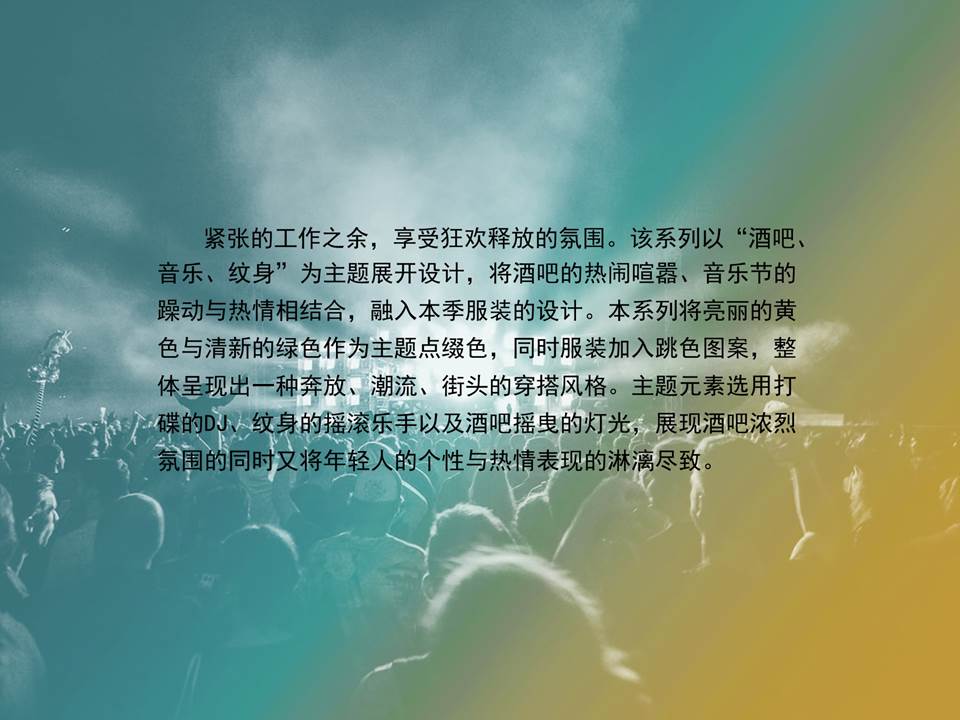 紧张的工作之余，享受狂欢释放的氛围。该系列以“酒吧、
音乐、纹身”为主题展开设计，将酒吧的热闹喧嚣、音乐节的
躁动与热情相结合，融入本季服装的设计。本系列将亮丽的黄
色与清新的绿色作为主题点缀色，同时服装加入跳色图案，整
体呈现出一种奔放、潮流、街头的穿搭风格。主题元素选用打
碟的DJ、纹身的摇滚乐手以及酒吧摇曳的灯光，展现酒吧浓烈
氛围的同时又将年轻人的个性与热情表现的淋漓尽致。